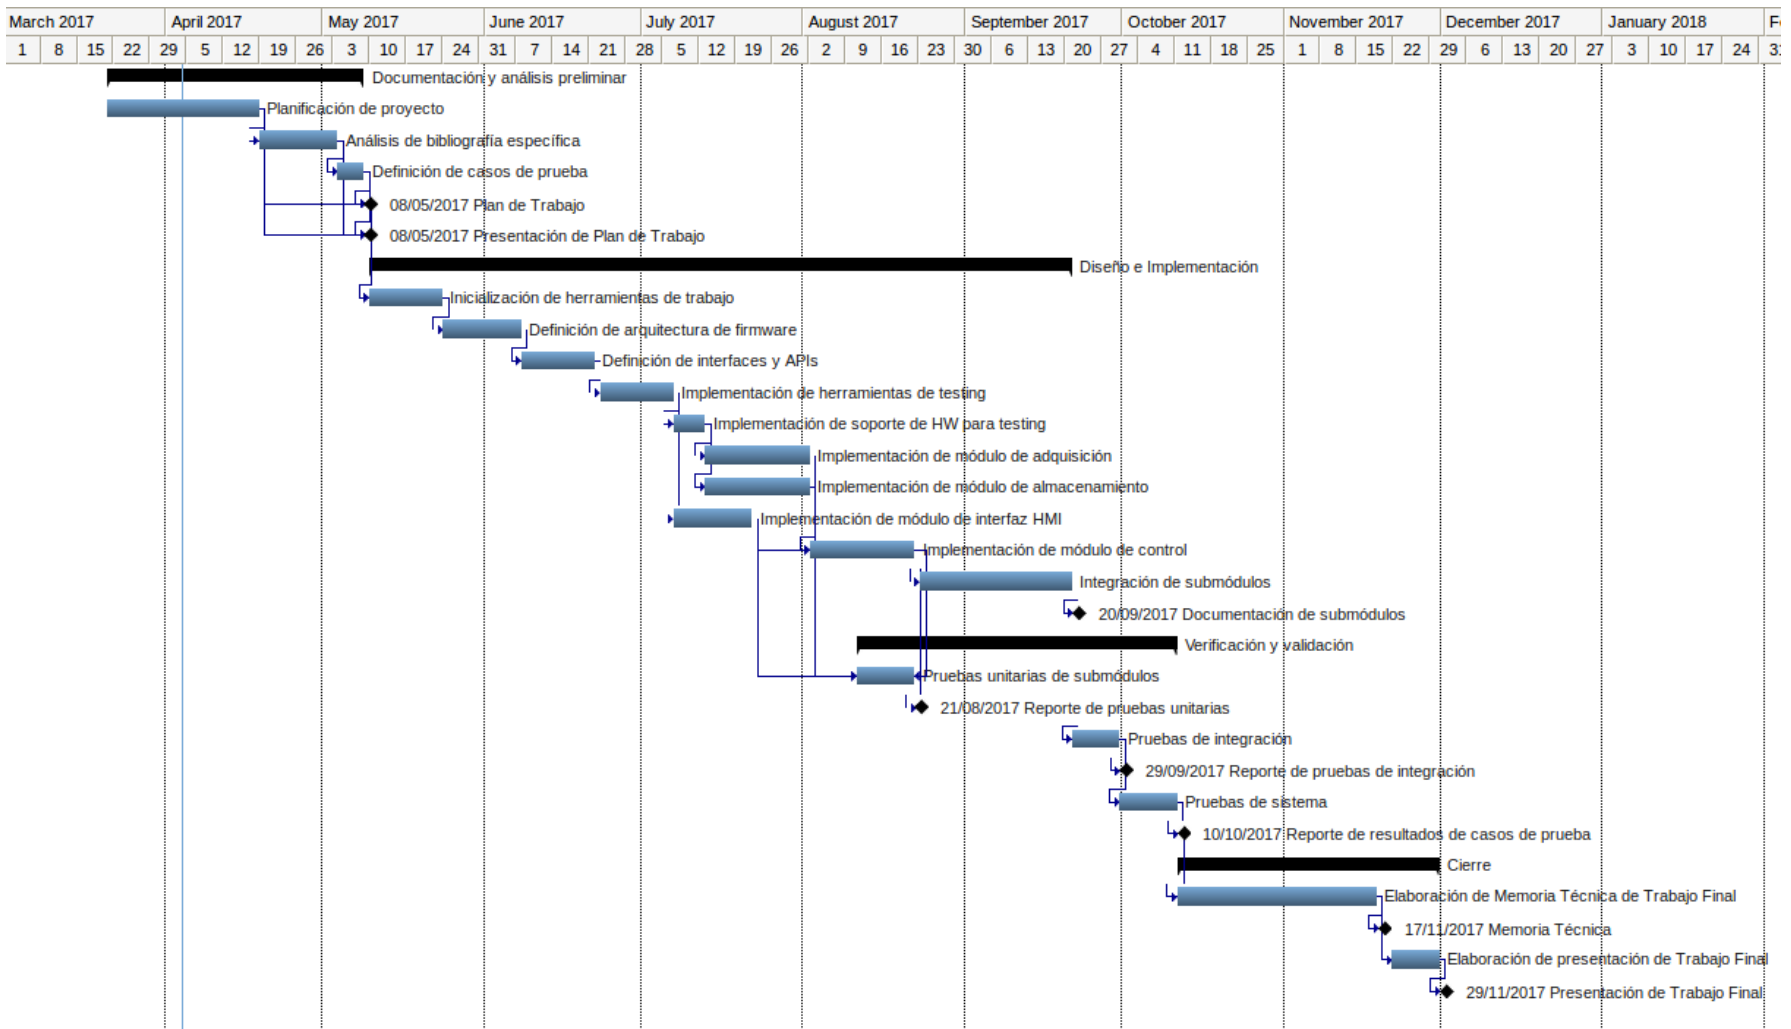 March 2017 April 2017 May 2017 June 2017 July 2017 August 2017 September 2017 October 2017 November 2017 December 2017 January 2018
1 8 15 22 29 5 12 19 26 3 10 17 24 31 7 14 21 28 5 12 19 26 2 9 16 23 30 6 13 20 27 4 11 18 25 1 8 15 22 29 6 13 20 27 3 10 17 24 31
Documentación y análisis preliminar
Planificación de proyecto
Análisis de bibliografía específica
Definición de casos de prueba
08/05/2017 Plan de Trabajo
08/05/2017 Presentación de Plan de Trabajo
Diseño e Implementación
Inicialización de herramientas de trabajo
Definición de arquitectura de firmware
Definición de interfaces y APIs
Implementación de herramientas de testing
Implementación de soporte de HW para testing
Implementación de módulo de adquisición
Implementación de módulo de almacenamiento
Implementación de módulo de interfaz HMI
Implementación de módulo de control
Integración de submódulos
20/09/2017 Documentación de submódulos
Verificación y validación
Pruebas unitarias de submódulos
21/08/2017 Reporte de pruebas unitarias
Pruebas de integración
29/09/2017 Reporte de pruebas de integración
Pruebas de sistema
10/10/2017 Reporte de resultados de casos de prueba
Cierre
Elaboración de Memoria Técnica de Trabajo Final
17/11/2017 Memoria Técnica
Elaboración de presentación de Trabajo Final
29/11/2017 Presentación de Trabajo Final